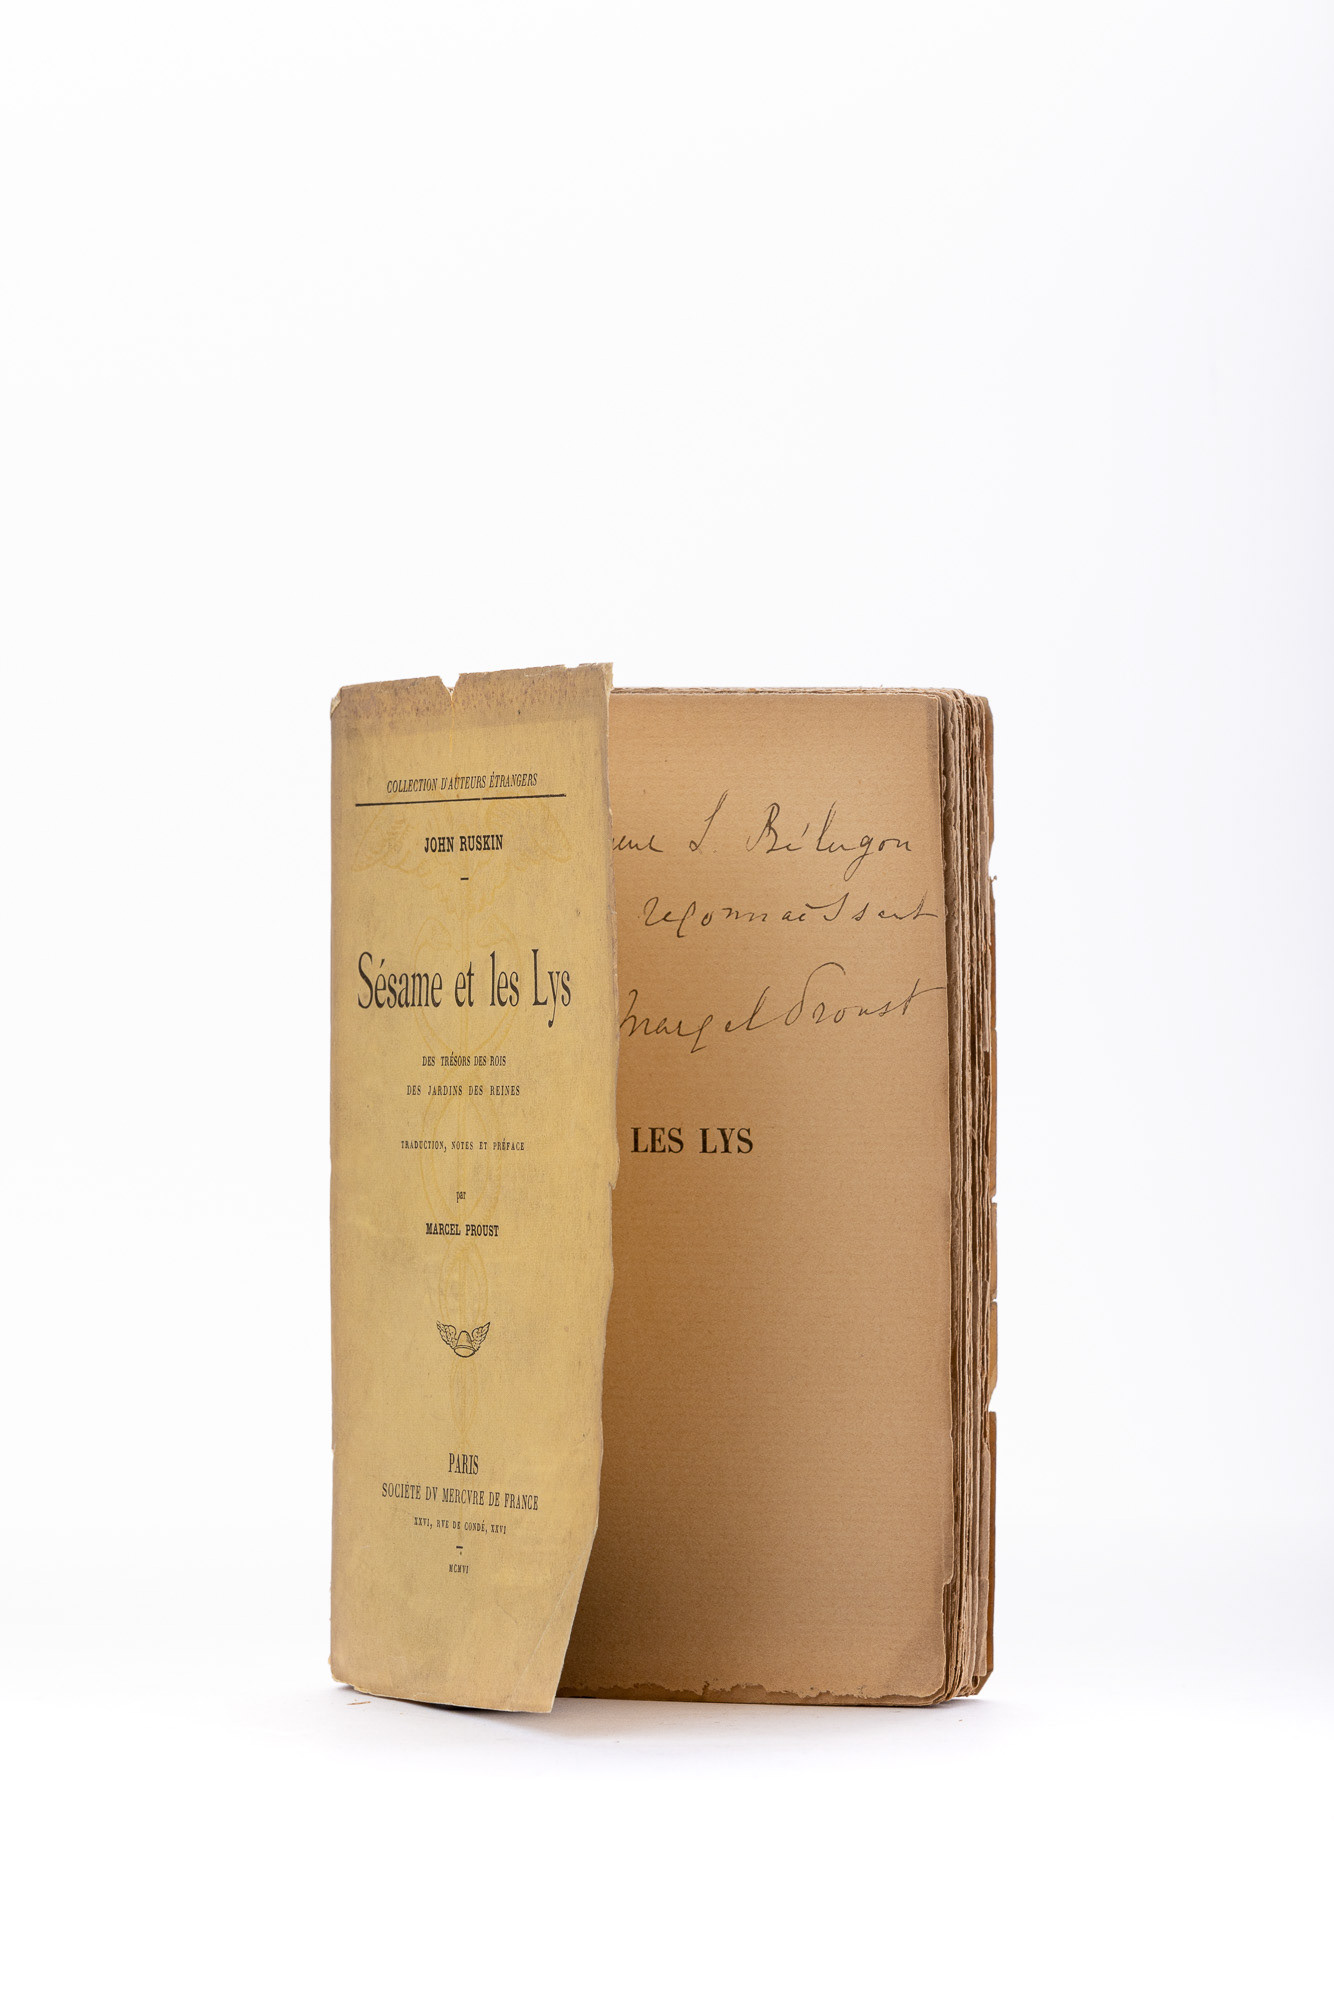 COLLECTION D'AUTEURS ÉTRANGERS
JOHN RUSKIN
Sésame et les Lys
DES TRÉSORS DES ROIS
DES JARDINS DES REINES
TRADUCTION, NOTES ET PRÉFACE
par
MARCEL PROUST
PARIS
SOCIÉTÉ DV MERCVRE DE FRANCE
XXVI, RVE DE CONDÉ, XXVI
MCMVI
L. Bélugou
reconnaissant
Marcel Proust
LES LYS